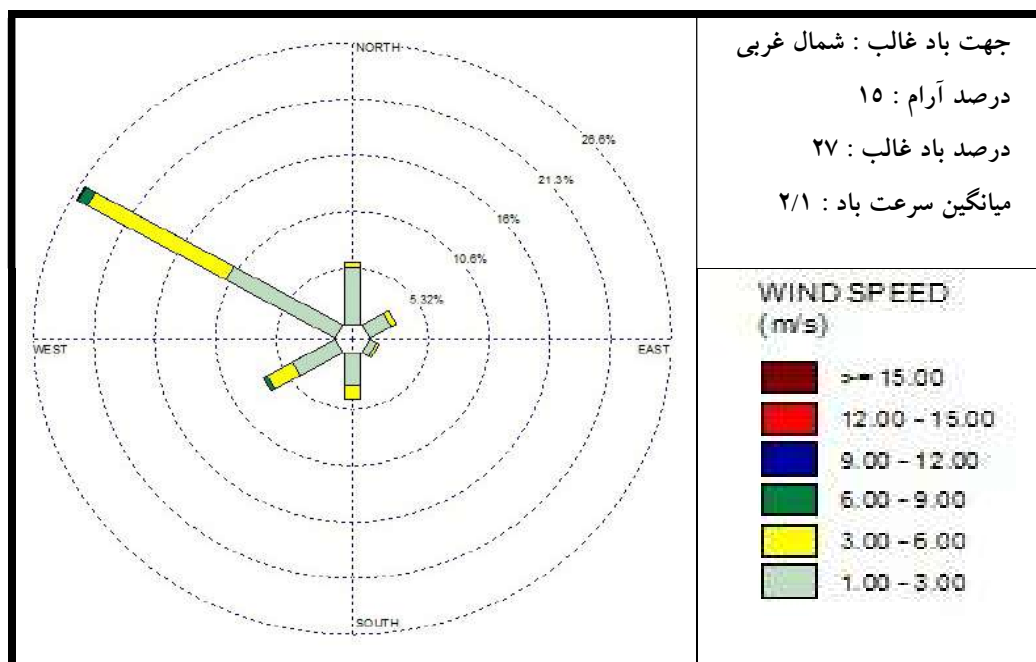 NORTH
26.6%
21.3%
16%
10.6%
5.32%
WEST
EAST
SOUTH
جهت باد غالب : شمال غربی
درصد آرام : ۱۵
درصد باد غالب : ۲۷
میانگین سرعت باد : ۲/۱
WIND SPEED
(m/s)
>= 15.00
12.00 - 15.00
9.00 - 12.00
6.00 - 9.00
3.00 - 6.00
1.00 - 3.00